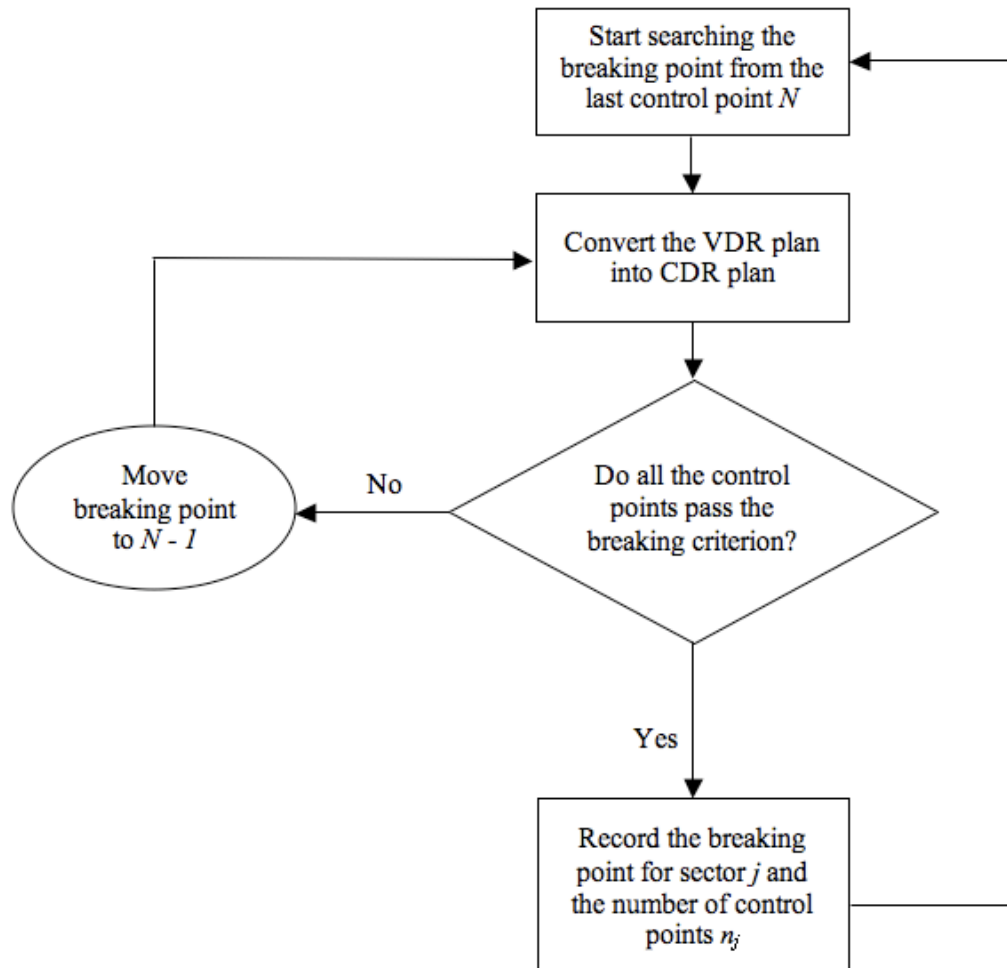 Start searching the
breaking point from the
last control point N
Convert the VDR plan
into CDR plan
Do all the control
points pass the
breaking criterion?
No
Move
breaking point
to N - 1
Yes
Record the breaking
point for sector j and
the number of control
points nj